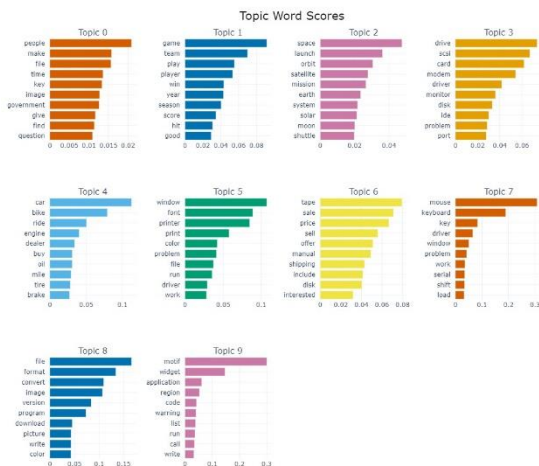 Topic Word Scores
Topic 0
people
make
file
time
key
image
government
give
find
question
0 0.005 0.01 0.015 0.02
Topic 1
game
team
play
player
win
year
season
score
hit
good
0 0.02 0.04 0.06 0.08
Topic 2
space
launch
orbit
satellite
mission
earth
system
solar
moon
shuttle
0 0.02 0.04
Topic 3
drive
scsi
card
modem
driver
monitor
disk
ide
problem
port
0 0.02 0.04 0.06
Topic 4
car
bike
ride
engine
dealer
buy
oil
mile
tire
brake
0 0.05 0.1
Topic 5
window
font
printer
print
color
problem
file
run
driver
work
0 0.05 0.1
Topic 6
tape
sale
price
sell
offer
manual
shipping
include
disk
interested
0 0.02 0.04 0.06 0.08
Topic 7
mouse
keyboard
key
driver
window
problem
work
serial
shift
load
0 0.1 0.2 0.3
Topic 8
file
format
convert
image
version
program
download
picture
write
color
0 0.05 0.1 0.15
Topic 9
motif
widget
application
region
code
warning
list
run
call
write
0 0.1 0.2 0.3